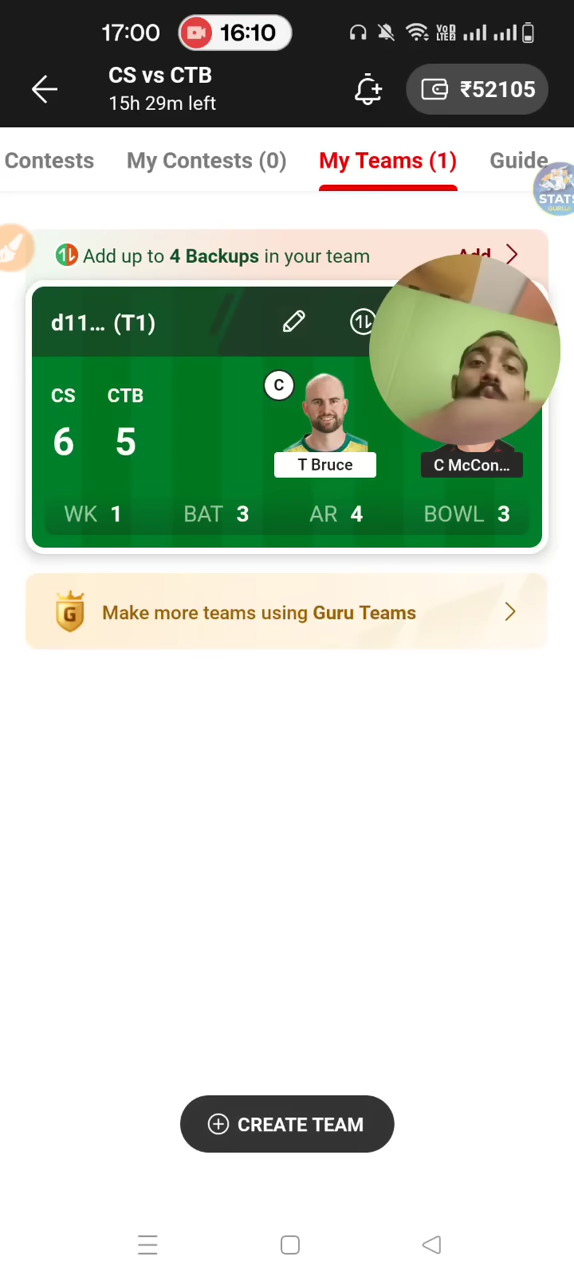 17:00 16:10
CS vs CTB
15h 29m left
₹52105
Contests My Contests (0) My Teams (1) Guide
STATS
GURU
Add up to 4 Backups in your team Add
d11... (T1)
C
CS CTB
6 5
T Bruce C McCon...
WK 1 BAT 3 AR 4 BOWL 3
G Make more teams using Guru Teams
CREATE TEAM